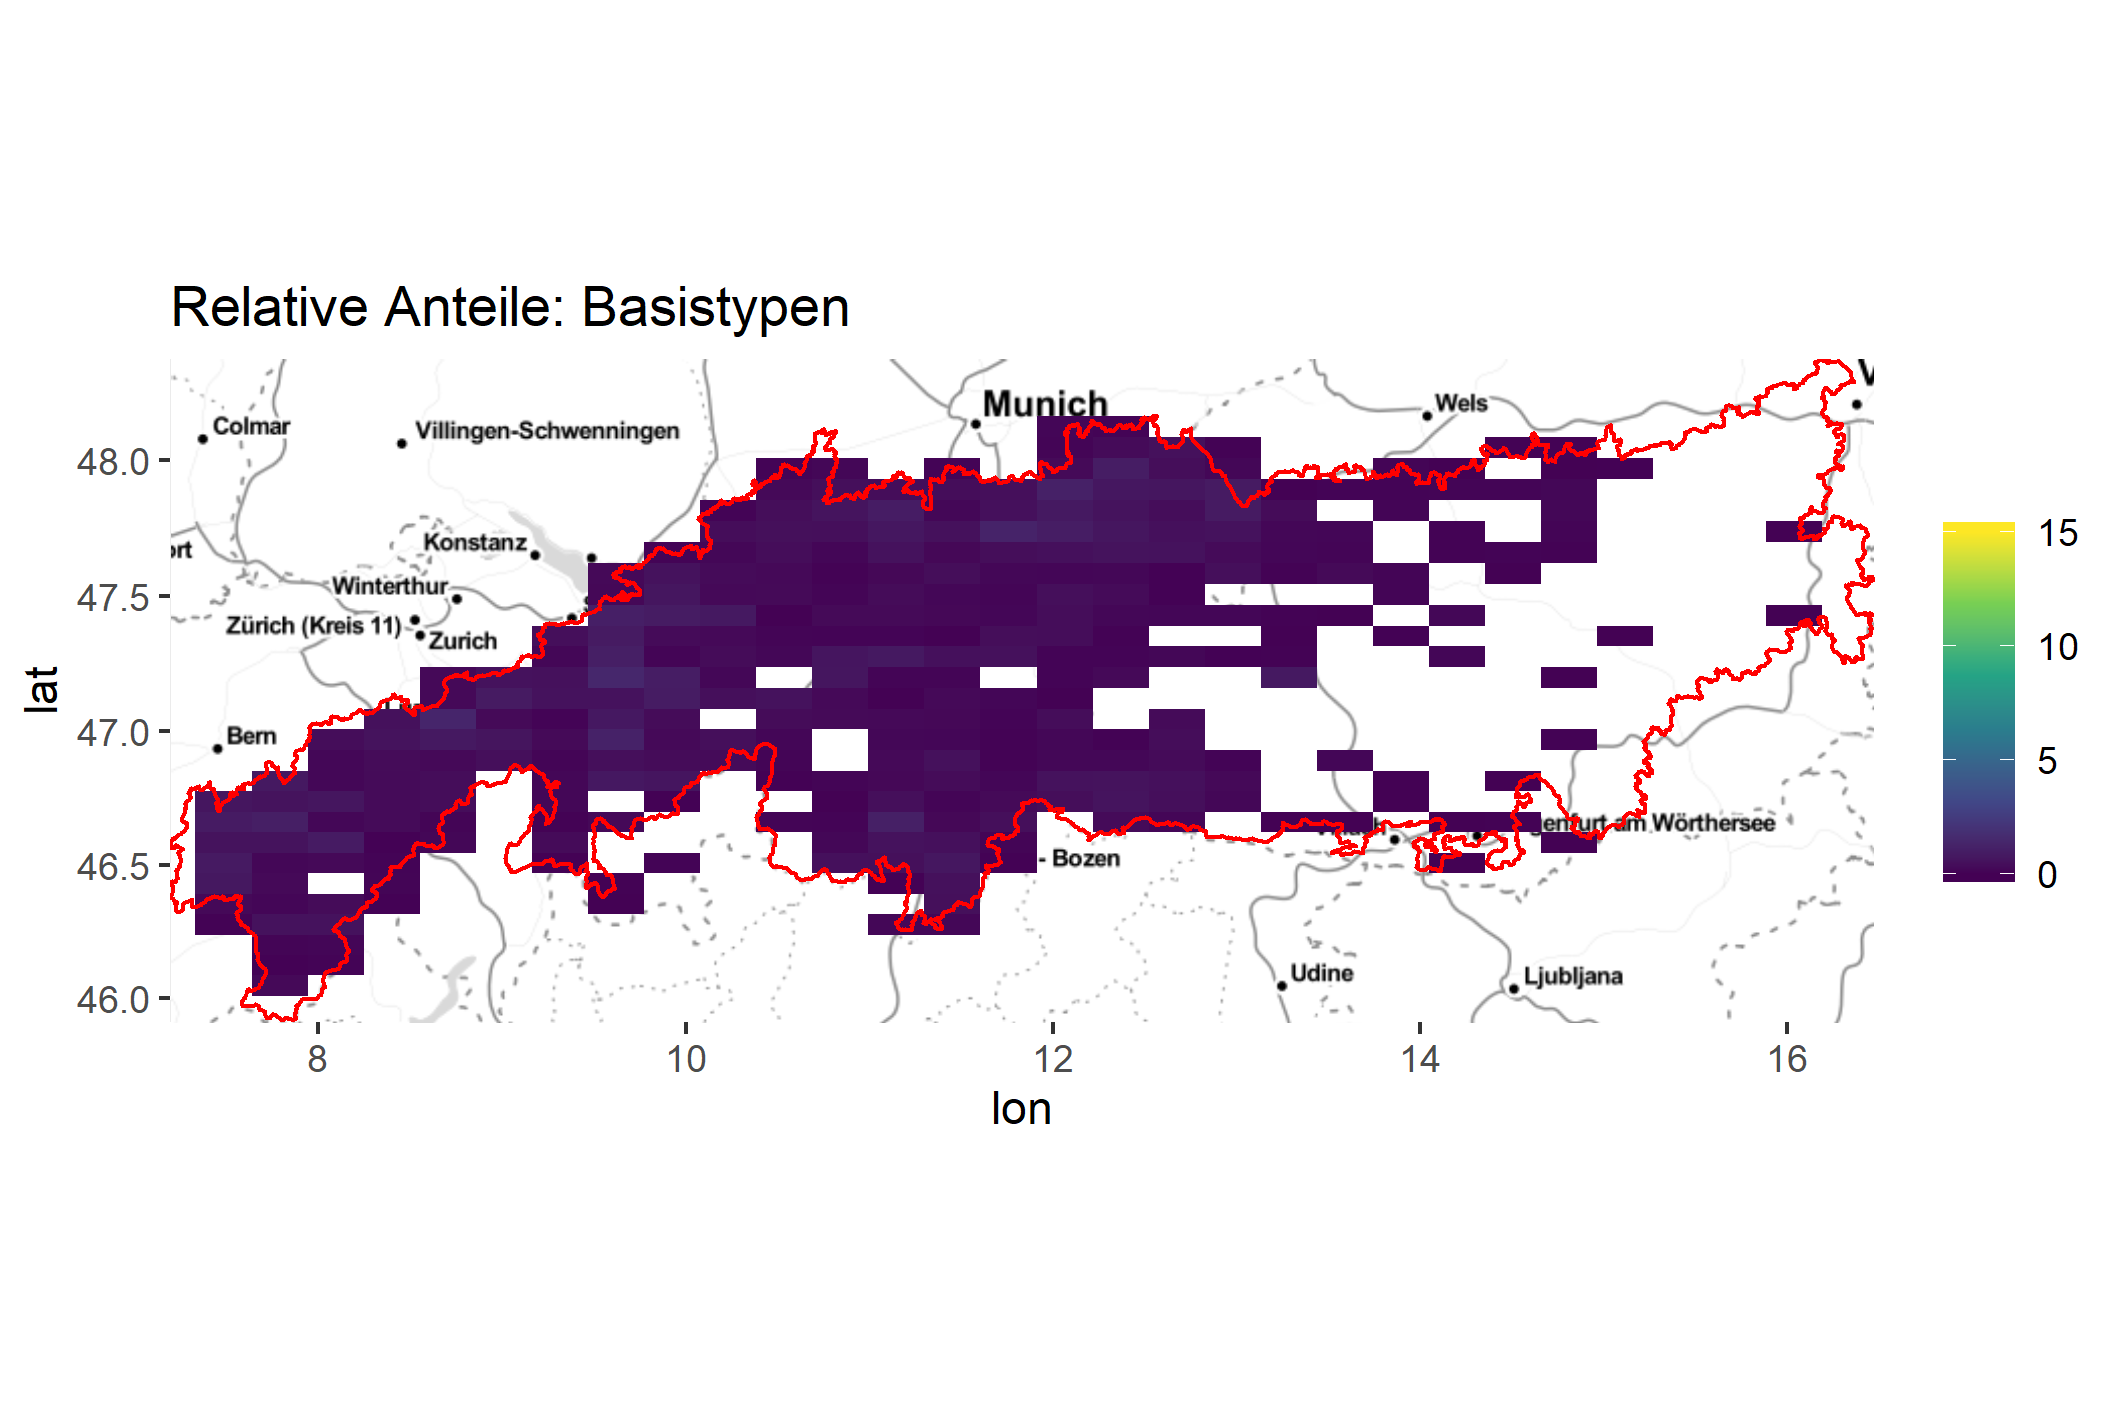 Relative Anteile: Basistypen
Munich
Wels
Colmar
Villingen-Schwenningen
Konstanz
Winterthur
Zürich (Kreis 11)
Zurich
Bern
- Bozen
enfurt am Wörthersee
Udine
Ljubljana
48.0
47.5
47.0
46.5
46.0
lat
8
10
12
14
16
lon
15
10
5
0